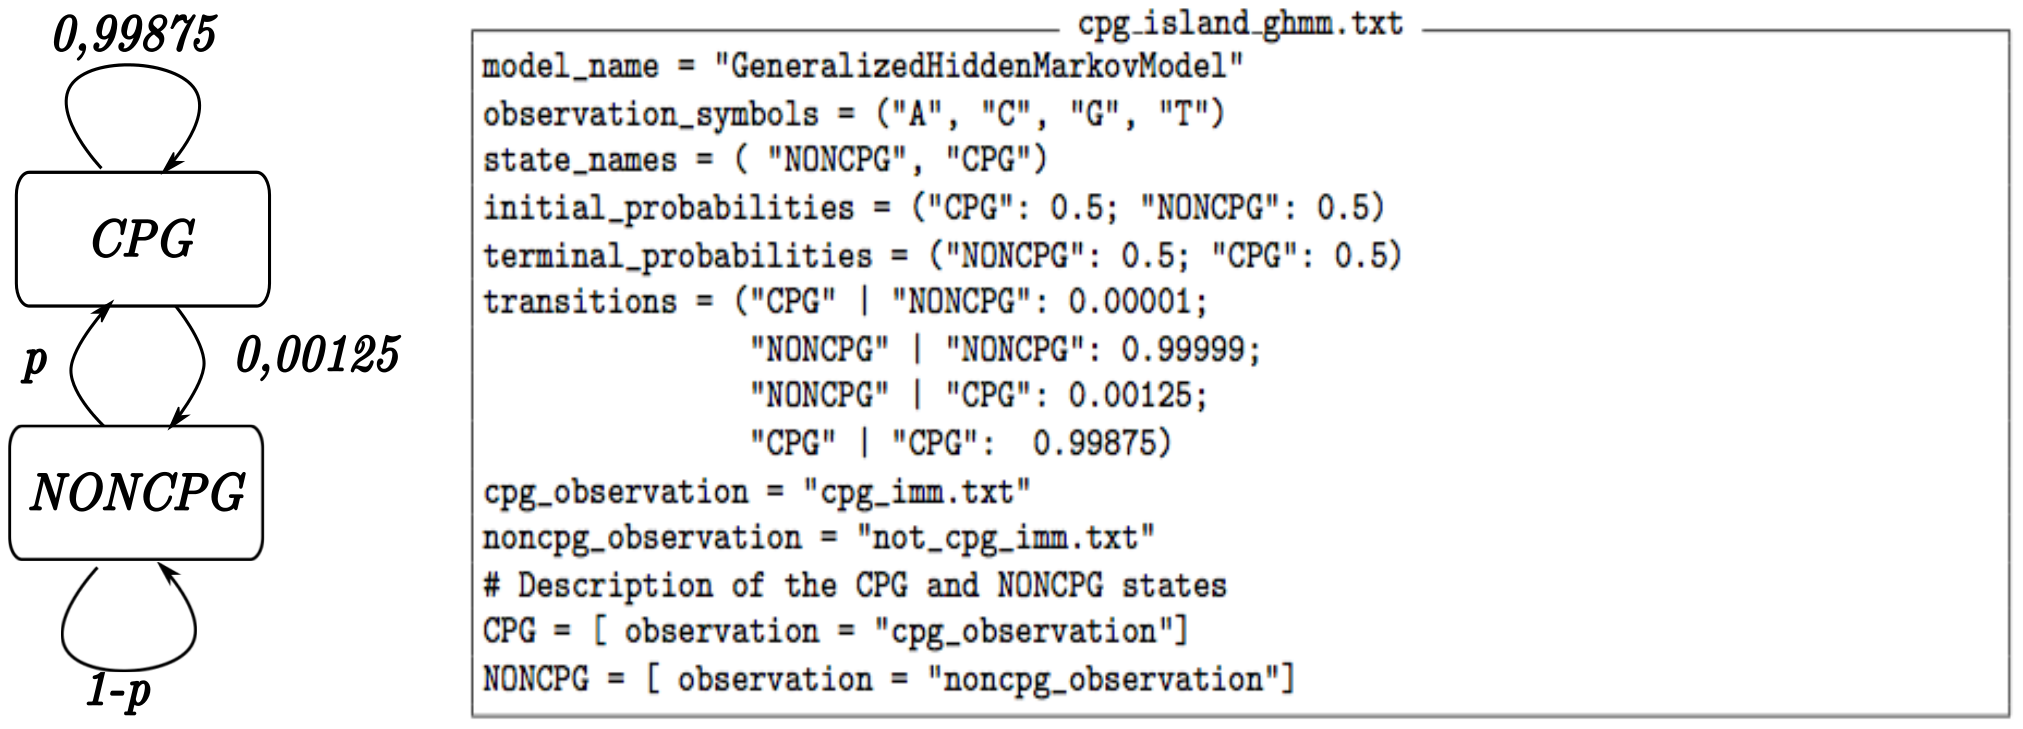 0,99875
CPG
p
0,00125
NONCPG
1-p
cpg_island_ghmm.txt
model_name = "GeneralizedHiddenMarkovModel"
observation_symbols = ("A", "C", "G", "T")
state_names = ( "NONCPG", "CPG")
initial_probabilities = ("CPG": 0.5; "NONCPG": 0.5)
terminal_probabilities = ("NONCPG": 0.5; "CPG": 0.5)
transitions = ("CPG" | "NONCPG": 0.00001;
"NONCPG" | "NONCPG": 0.99999;
"NONCPG" | "CPG": 0.00125;
"CPG" | "CPG":  0.99875)
cpg_observation = "cpg_imm.txt"
noncpg_observation = "not_cpg_imm.txt"
# Description of the CPG and NONCPG states
CPG = [ observation = "cpg_observation"]
NONCPG = [ observation = "noncpg_observation"]